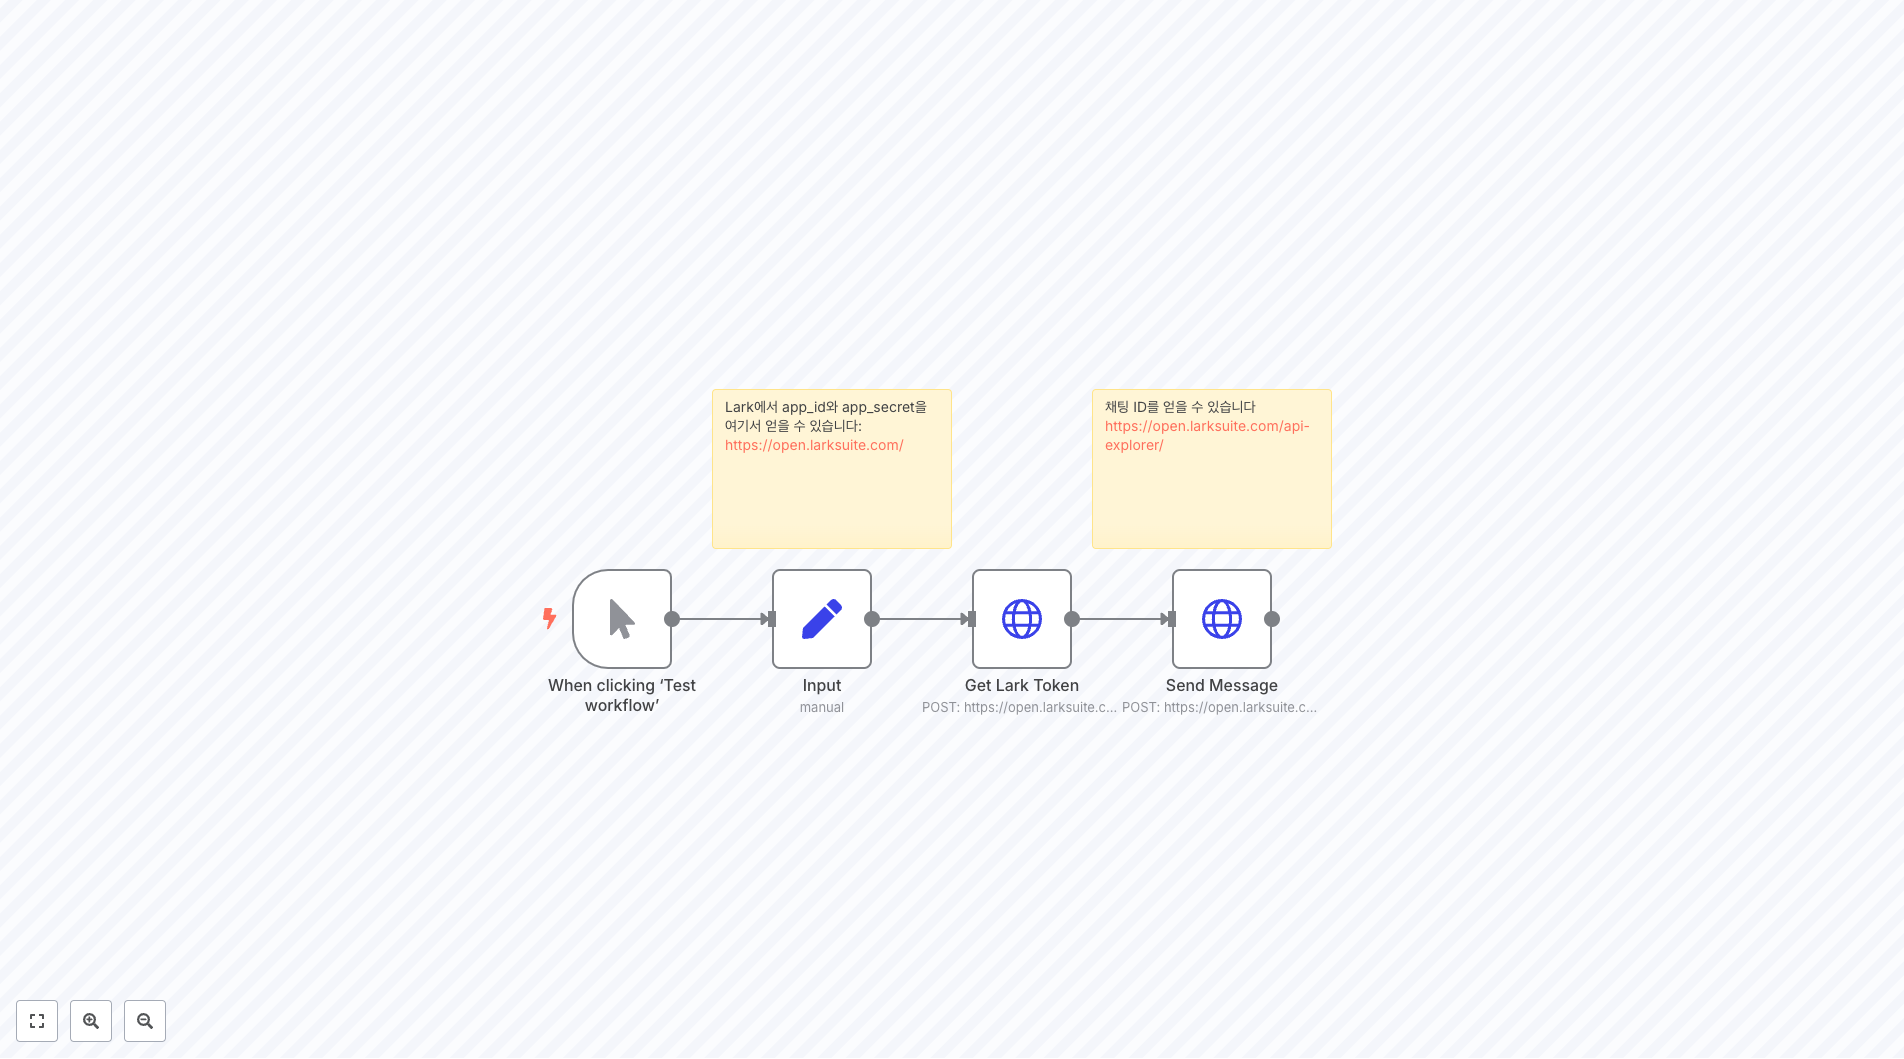 Lark에서 app_id와 app_secret을
여기서 얻을 수 있습니다:
https://open.larksuite.com/
채팅 ID를 얻을 수 있습니다
https://open.larksuite.com/api-
explorer/
When clicking ‘Test
workflow’
Input
manual
Get Lark Token
POST: https://open.larksuite.c...
Send Message
POST: https://open.larksuite.c...